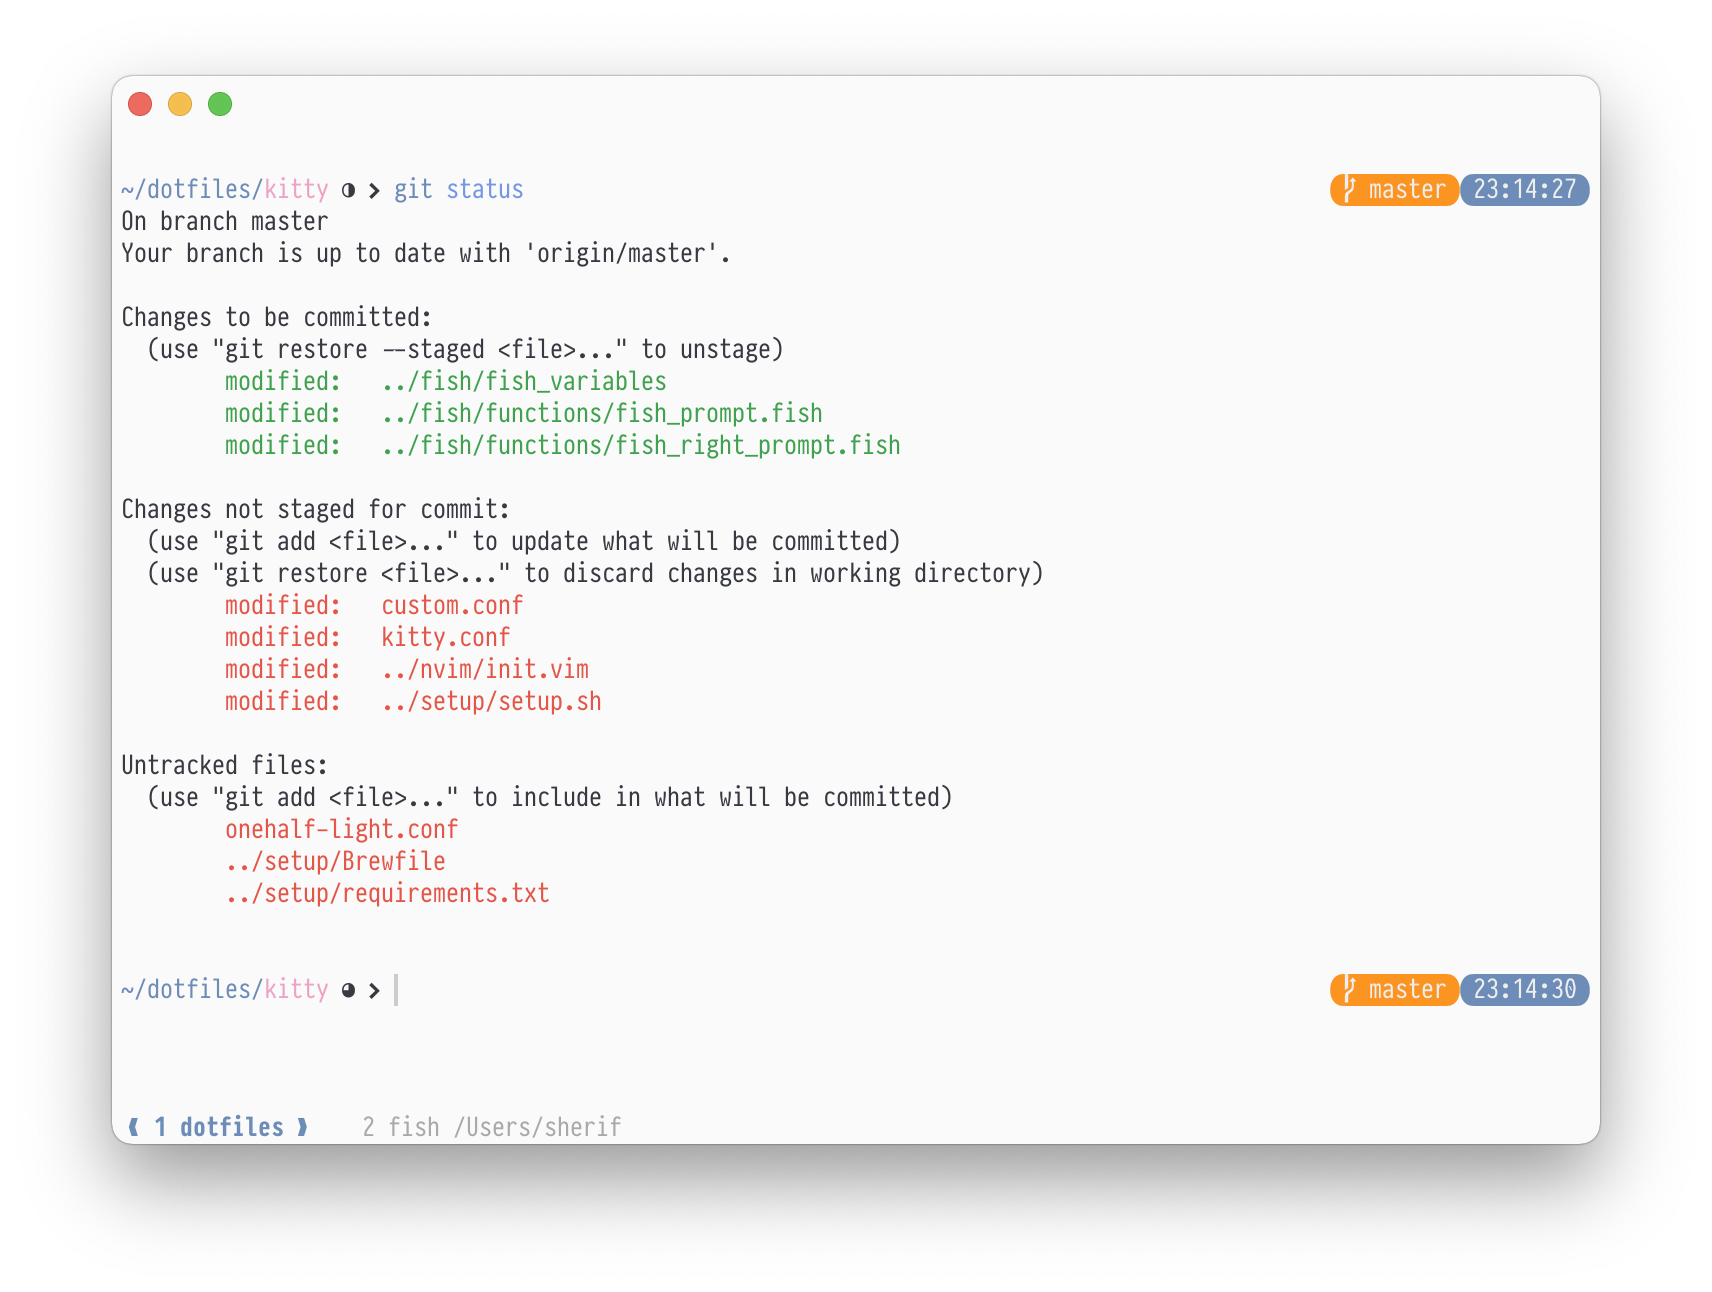 ~/dotfiles/kitty ◑ ❯ git status master 23:14:27
On branch master
Your branch is up to date with 'origin/master'.
Changes to be committed:
(use "git restore --staged <file>..." to unstage)
modified: ../fish/fish_variables
modified: ../fish/functions/fish_prompt.fish
modified: ../fish/functions/fish_right_prompt.fish
Changes not staged for commit:
(use "git add <file>..." to update what will be committed)
(use "git restore <file>..." to discard changes in working directory)
modified: custom.conf
modified: kitty.conf
modified: ../nvim/init.vim
modified: ../setup/setup.sh
Untracked files:
(use "git add <file>..." to include in what will be committed)
onehalf-light.conf
../setup/Brewfile
../setup/requirements.txt
~/dotfiles/kitty ◕ ❯ master 23:14:30
❪ 1 dotfiles ❫ 2 fish /Users/sherif